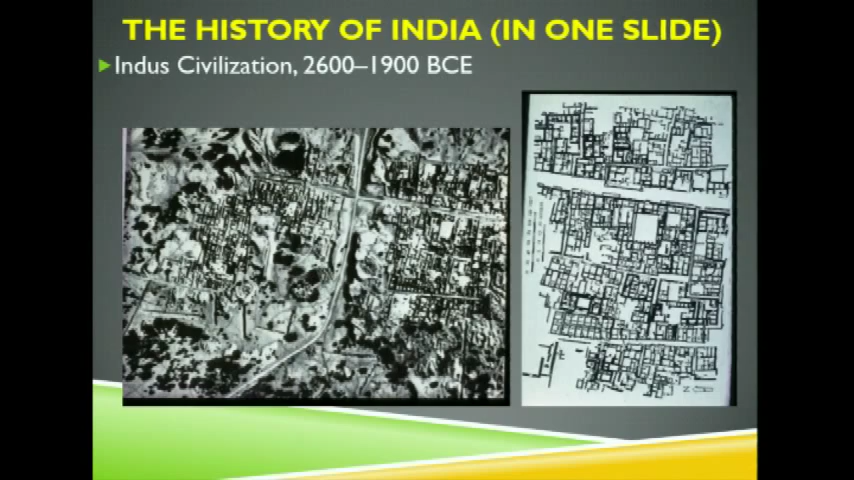 THE HISTORY OF INDIA (IN ONE SLIDE)
Indus Civilization, 2600–1900 BCE